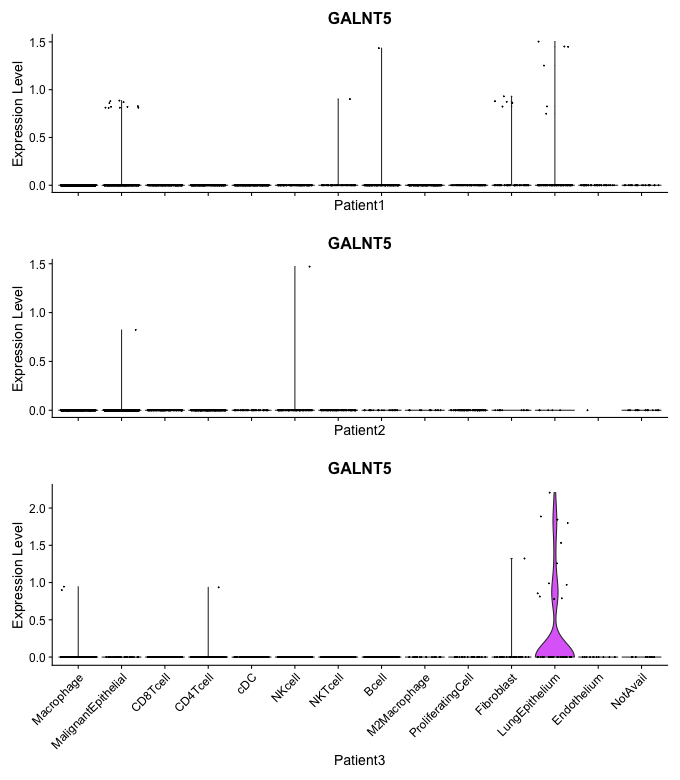 GALNT5
Expression Level
1.5
1.0
0.5
0.0
Patient1
GALNT5
Expression Level
1.5
1.0
0.5
0.0
Patient2
GALNT5
Expression Level
2.0
1.5
1.0
0.5
0.0
Macrophage
MalignantEpithelial
CD8Tcell
CD4Tcell
cDC
NKcell
NKTcell
Bcell
M2Macrophage
ProliferatingCell
Fibroblast
LungEpithelium
Endothelium
NotAvail
Patient3